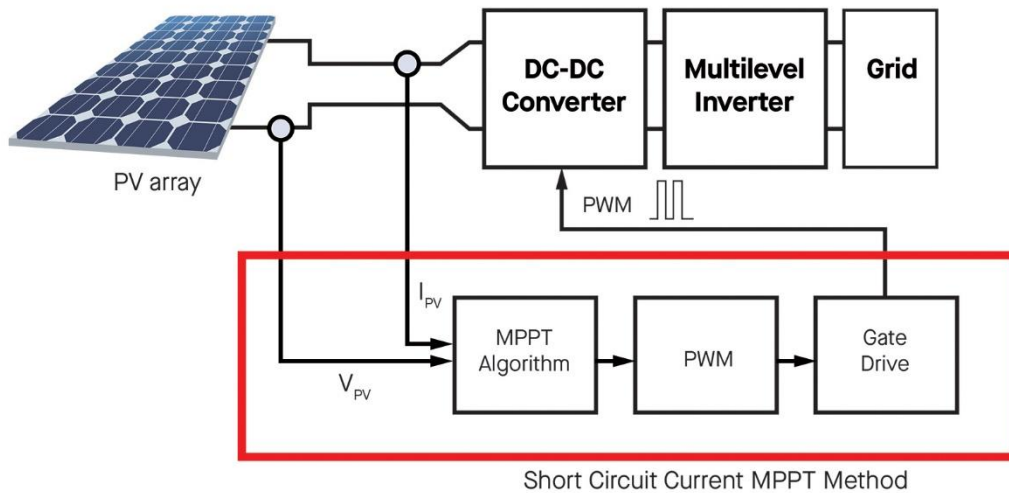 DC-DC
Converter
Multilevel
Inverter
Grid
PV array
PWM
I_PV
V_PV
MPPT
Algorithm
PWM
Gate
Drive
Short Circuit Current MPPT Method